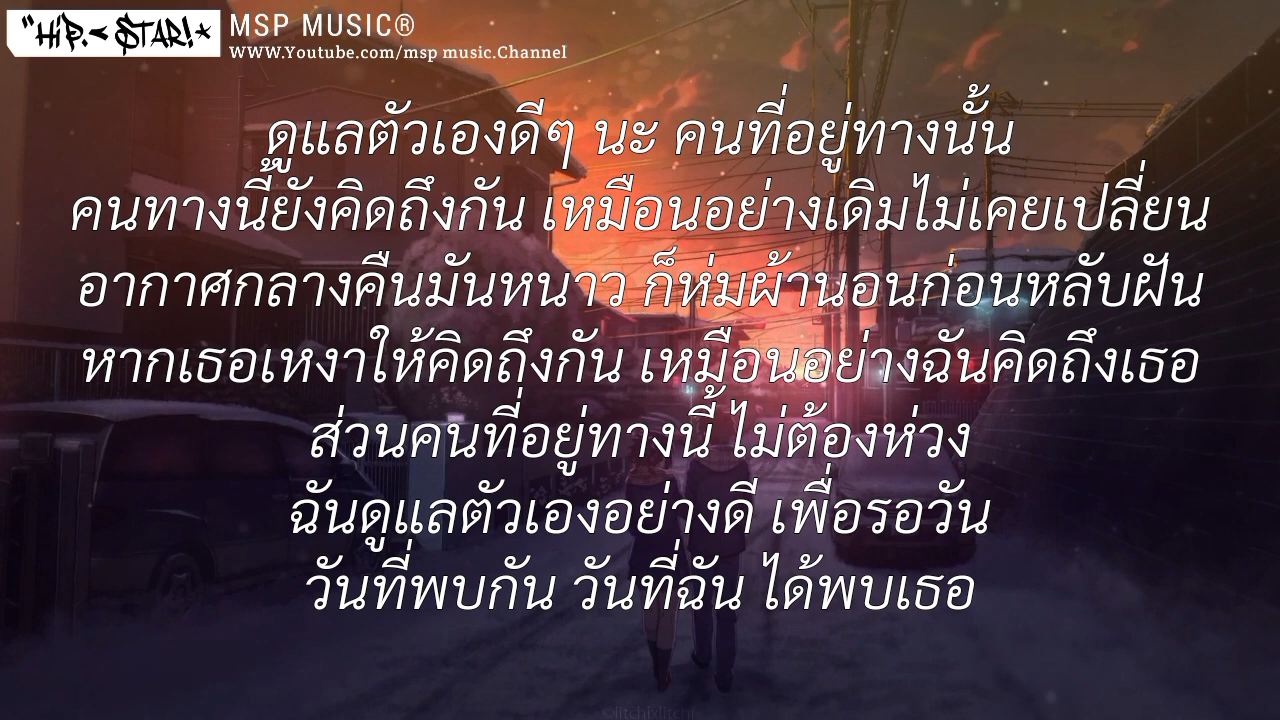 "HiP.< $TAR!*
MSP MUSIC®
WWW.Youtube.com/msp music.Channel
ดูแลตัวเองดีๆ นะ คนที่อยู่ทางนั้น
คนทางนี้ยังคิดถึงกัน เหมือนอย่างเดิมไม่เคยเปลี่ยน
อากาศกลางคืนมันหนาว ก็ห่มผ้านอนก่อนหลับฝัน
หากเธอเหงาให้คิดถึงกัน เหมือนอย่างฉันคิดถึงเธอ
ส่วนคนที่อยู่ทางนี้ ไม่ต้องห่วง
ฉันดูแลตัวเองอย่างดี เพื่อรอวัน
วันที่พบกัน วันที่ฉัน ได้พบเธอ